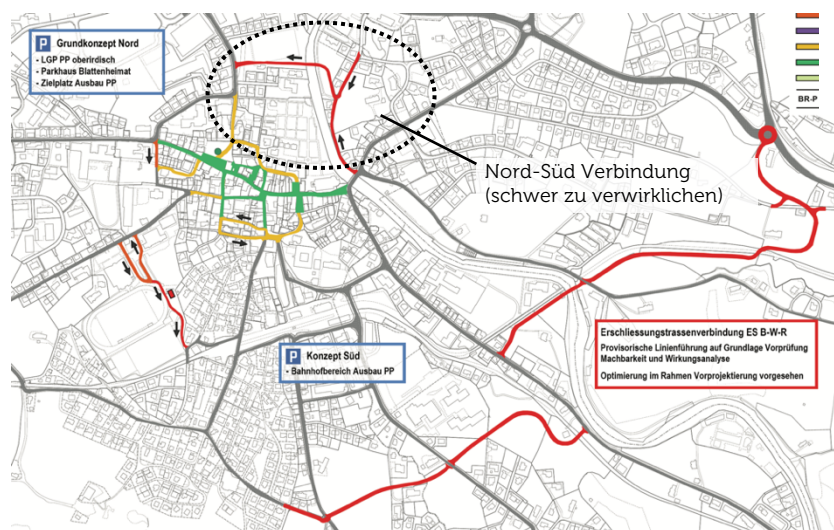 P Grundkonzept Nord
- LGP PP oberirdisch
- Parkhaus Blattenheimat
- Zielplatz Ausbau PP
BR-P
Nord-Süd Verbindung
(schwer zu verwirklichen)
Erschliessungstrassenverbindung ES B-W-R
Provisorische Linienführung auf Grundlage Vorprüfung
Machbarkeit und Wirkungsanalyse
Optimierung im Rahmen Vorprojektierung vorgesehen
P Konzept Süd
- Bahnhofbereich Ausbau PP